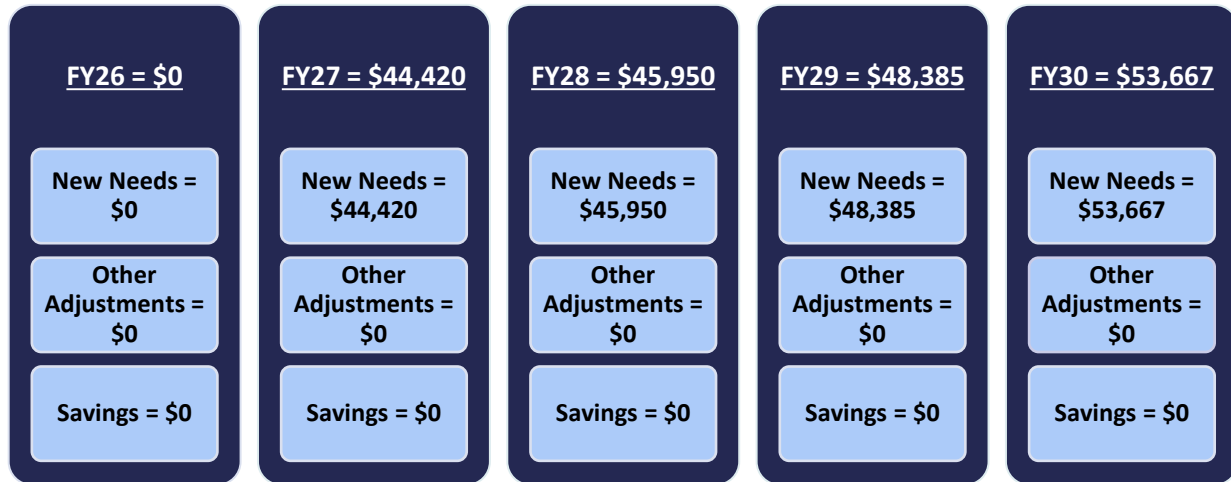 FY26 = $0
New Needs =
$0
Other
Adjustments =
$0
Savings = $0
FY27 = $44,420
New Needs =
$44,420
Other
Adjustments =
$0
Savings = $0
FY28 = $45,950
New Needs =
$45,950
Other
Adjustments =
$0
Savings = $0
FY29 = $48,385
New Needs =
$48,385
Other
Adjustments =
$0
Savings = $0
FY30 = $53,667
New Needs =
$53,667
Other
Adjustments =
$0
Savings = $0